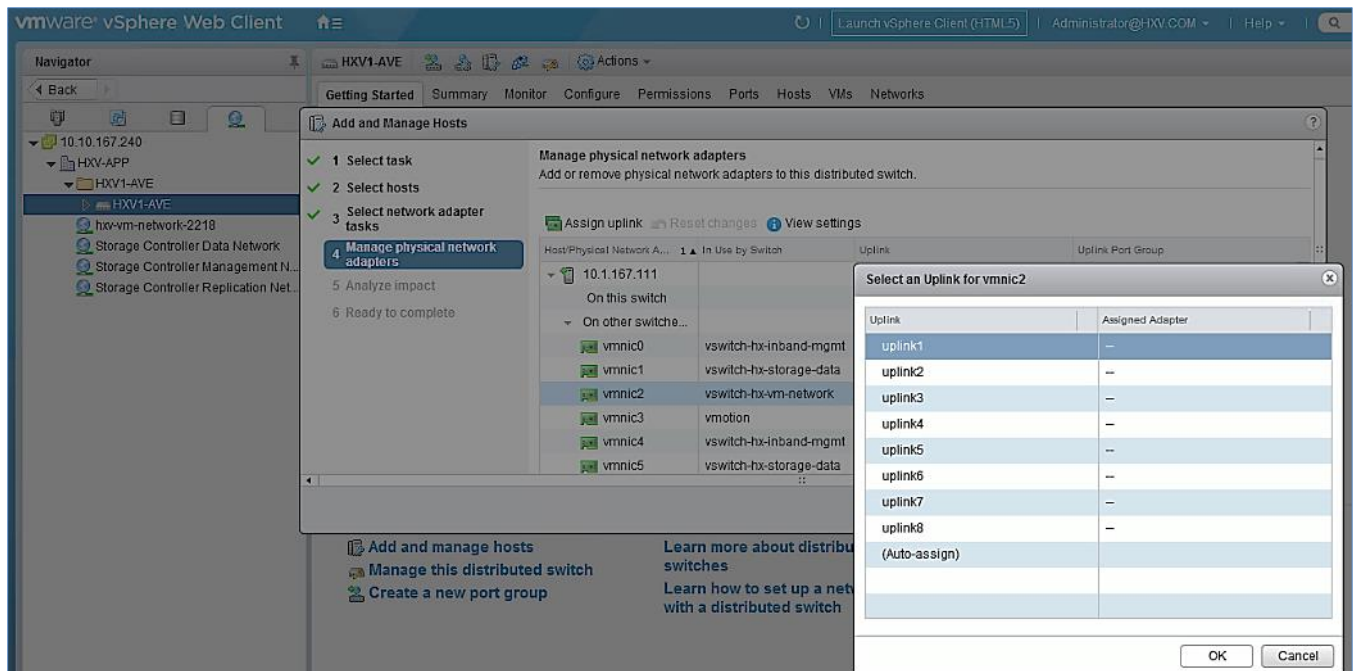 vmware® vSphere Web Client
Launch vSphere Client (HTML5)
Administrator@HXV.COM
Help
Navigator
HXV1-AVE
Actions
Back
Getting Started Summary Monitor Configure Permissions Ports Hosts VMs Networks
10.10.167.240
HXV-APP
HXV1-AVE
HXV1-AVE
hxv-vm-network-2218
Storage Controller Data Network
Storage Controller Management N...
Storage Controller Replication Net...
Add and Manage Hosts
?
1 Select task
2 Select hosts
3 Select network adapter tasks
4 Manage physical network adapters
5 Analyze impact
6 Ready to complete
Manage physical network adapters
Add or remove physical network adapters to this distributed switch.
Assign uplink Reset changes View settings
Host/Physical Network A... 1 ▲ In Use by Switch Uplink Uplink Port Group
10.1.167.111
On this switch
On other switche...
vmnic0 vswitch-hx-inband-mgmt
vmnic1 vswitch-hx-storage-data
vmnic2 vswitch-hx-vm-network
vmnic3 vmotion
vmnic4 vswitch-hx-inband-mgmt
vmnic5 vswitch-hx-storage-data
Select an Uplink for vmnic2
Uplink Assigned Adapter
uplink1 --
uplink2 --
uplink3 --
uplink4 --
uplink5 --
uplink6 --
uplink7 --
uplink8 --
(Auto-assign)
OK Cancel
Add and manage hosts
Manage this distributed switch
Create a new port group
Learn more about distribu
switches
Learn how to set up a netw
with a distributed switch